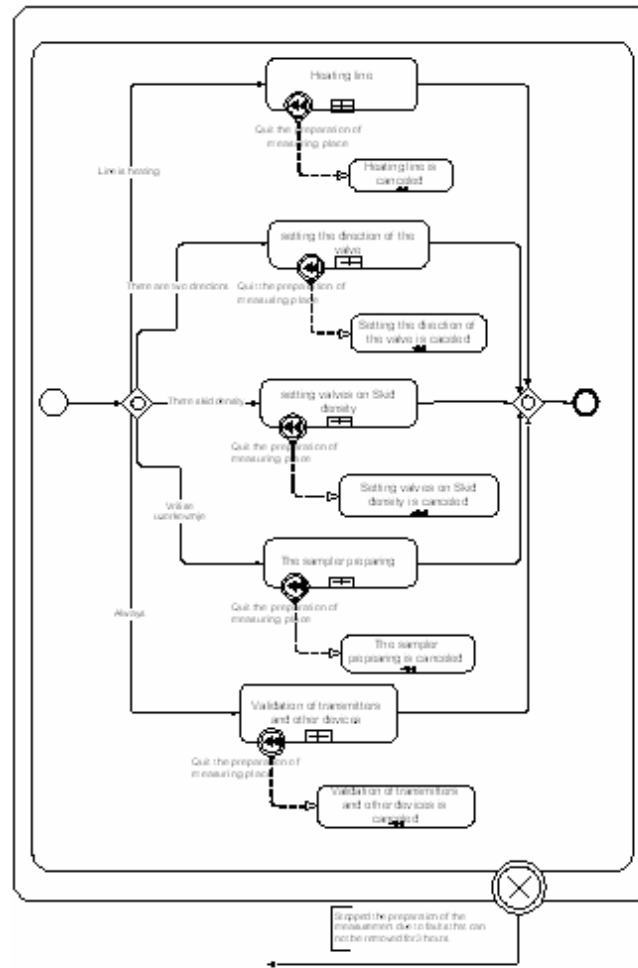 Heating line
Quit the preparation of
measuring place
Line is heating
Heating line is
canceled
setting the direction of the
valve
There are two directions
Quit the preparation of
measuring place
Setting the direction of
the valve is canceled
There skid density
setting valves on Skid
density
Quit the preparation of
measuring place
Setting valves on Skid
density is canceled
The sampler preparing
Quit the preparation of
measuring place
Always
The sampler
preparing is canceled
Validation of transmitters
and other devices
Quit the preparation of
measuring place
Validation of transmitters
and other devices is
canceled
Stopped the preparation of the
measurement due to faults that can
not be removed for 3 hours.